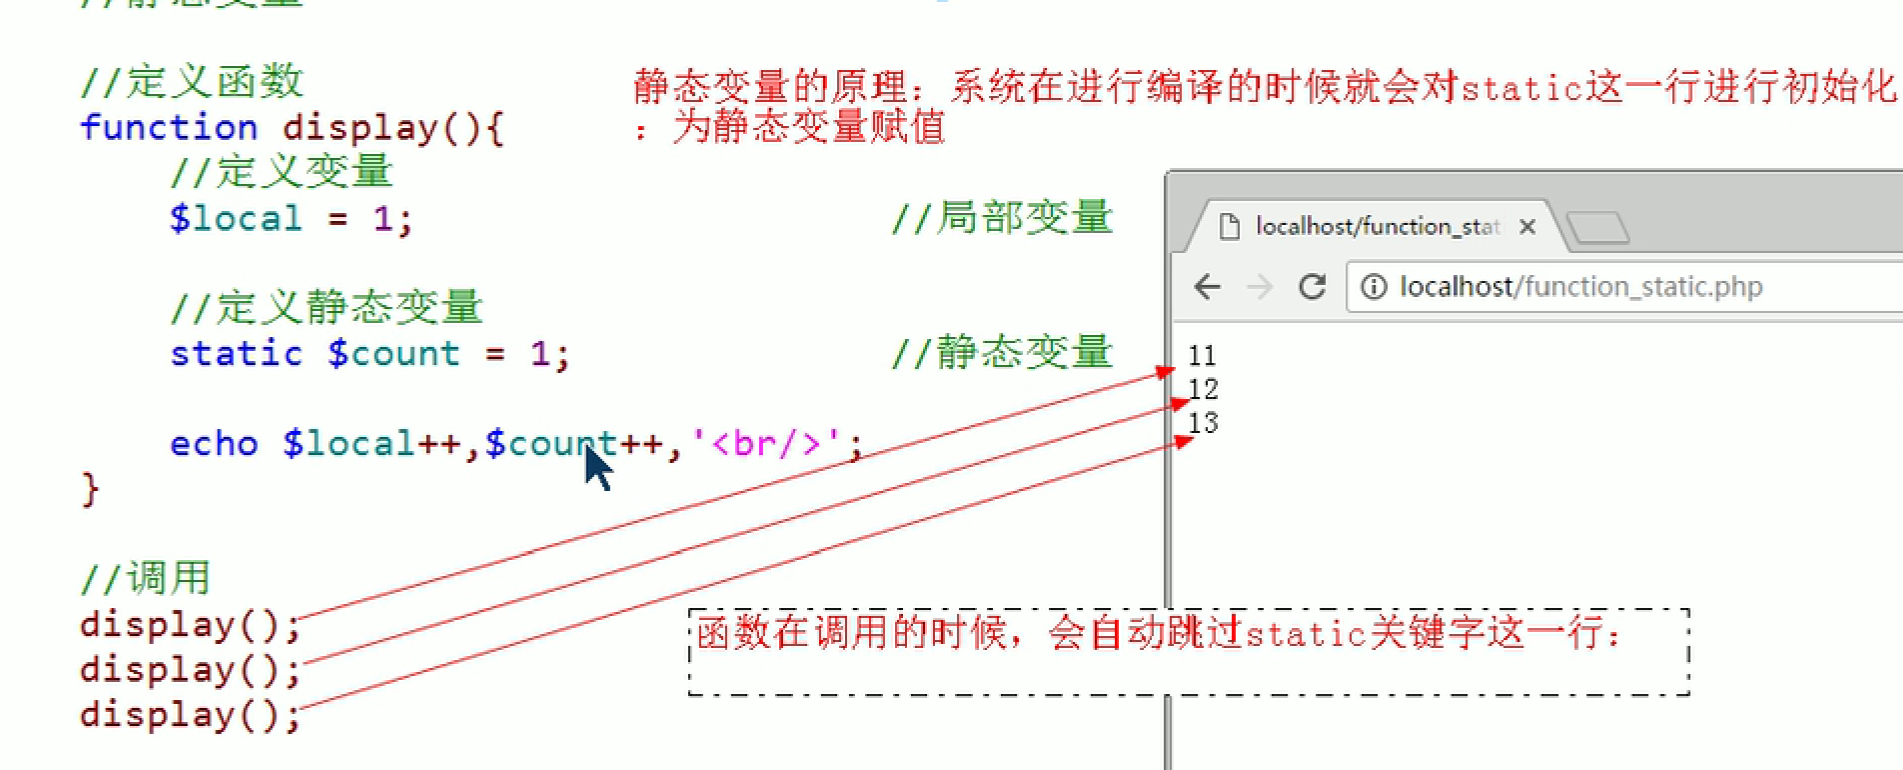 //静态变量
//定义函数
静态变量的原理：系统在进行编译的时候就会对static这一行进行初始化
：为静态变量赋值
function display(){
//定义变量
$local = 1; //局部变量
//定义静态变量
static $count = 1; //静态变量
echo $local++,$count++,'<br/>';
}
//调用
display();
display();
display();
localhost/function_stat
localhost/function_static.php
11
12
13
函数在调用的时候，会自动跳过static关键字这一行：